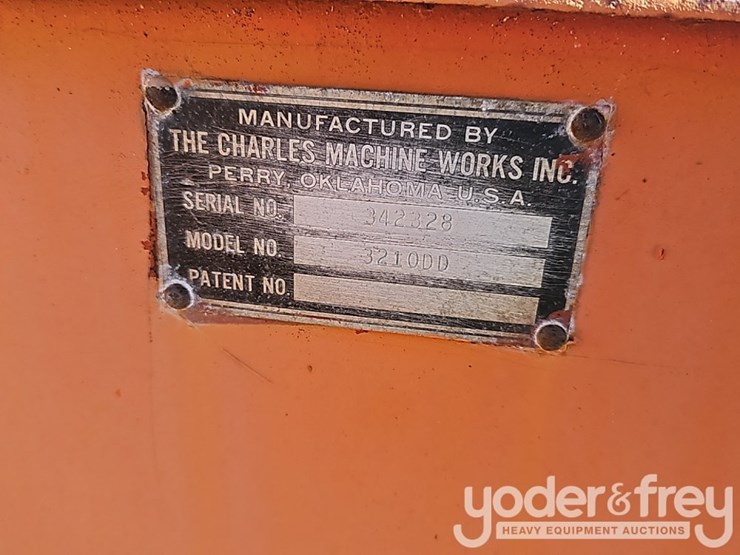 MANUFACTURED BY
THE CHARLES MACHINE WORKS INC.
PERRY, OKLAHOMA U.S.A.
SERIAL NO. 342328
MODEL NO. 3210DD
PATENT NO
yoder&frey
HEAVY EQUIPMENT AUCTIONS